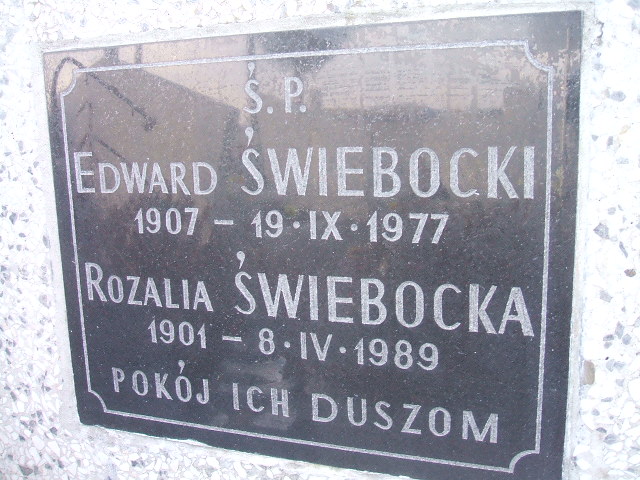 Ś. P.
EDWARD ŚWIEBOCKI
1907 – 19·IX·1977
ROZALIA ŚWIEBOCKA
1901 – 8·IV·1989
POKÓJ ICH DUSZOM